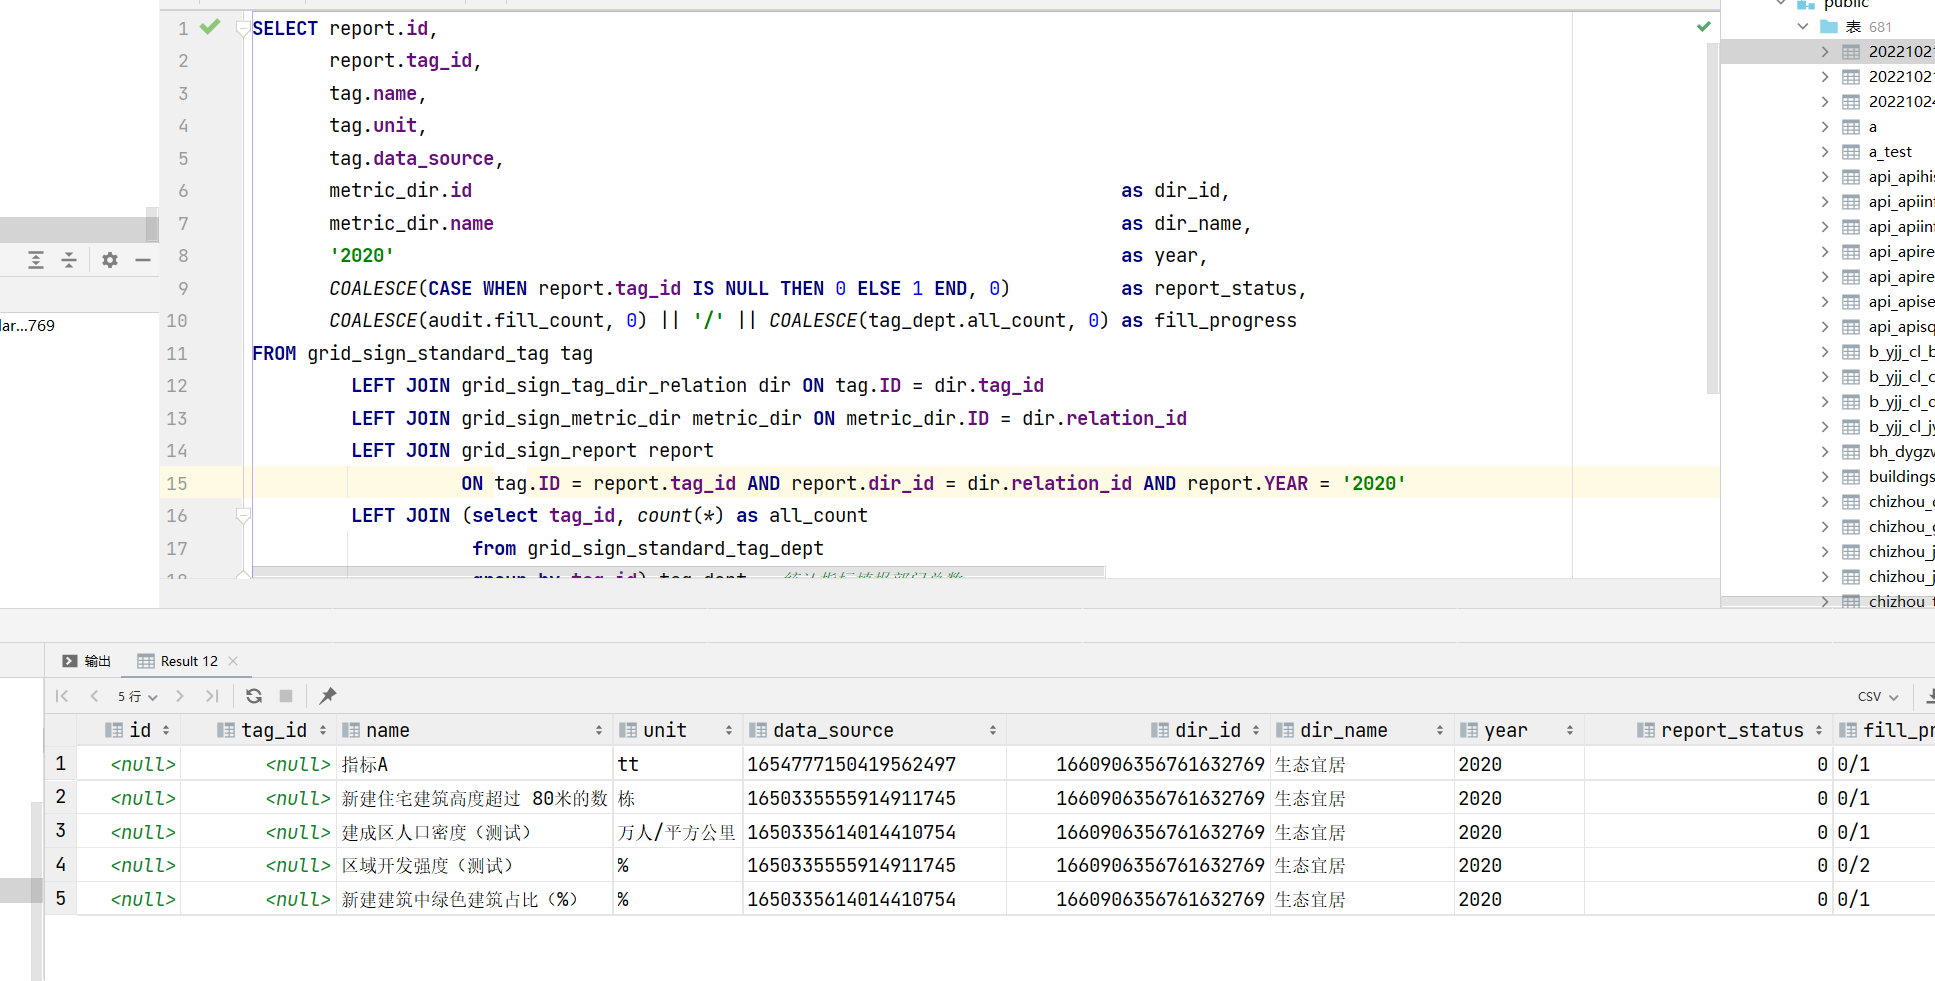 1 SELECT report.id,
2 report.tag_id,
3 tag.name,
4 tag.unit,
5 tag.data_source,
6 metric_dir.id as dir_id,
7 metric_dir.name as dir_name,
8 '2020' as year,
9 COALESCE(CASE WHEN report.tag_id IS NULL THEN 0 ELSE 1 END, 0) as report_status,
10 COALESCE(audit.fill_count, 0) || '/' || COALESCE(tag_dept.all_count, 0) as fill_progress
11 FROM grid_sign_standard_tag tag
12 LEFT JOIN grid_sign_tag_dir_relation dir ON tag.ID = dir.tag_id
13 LEFT JOIN grid_sign_metric_dir metric_dir ON metric_dir.ID = dir.relation_id
14 LEFT JOIN grid_sign_report report
15 ON tag.ID = report.tag_id AND report.dir_id = dir.relation_id AND report.YEAR = '2020'
16 LEFT JOIN (select tag_id, count(*) as all_count
17 from grid_sign_standard_tag_dept
lar...769
public
表 681
2022102
2022102
2022102
a
a_test
api_apihis
api_apiinf
api_apiinf
api_apire
api_apire
api_apise
api_apisq
b_yjj_cl_b
b_yjj_cl_c
b_yjj_cl_c
b_yjj_cl_jy
bh_dygzw
buildings
chizhou_c
chizhou_g
chizhou_j
chizhou_j
chizhou_t
输出 Result 12
5 行 CSV
id tag_id name unit data_source dir_id dir_name year report_status fill_pr
1 <null> <null> 指标A tt 1654777150419562497 1660906356761632769 生态宜居 2020 0 0/1
2 <null> <null> 新建住宅建筑高度超过 80米的数 栋 1650335555914911745 1660906356761632769 生态宜居 2020 0 0/1
3 <null> <null> 建成区人口密度（测试） 万人/平方公里 1650335614014410754 1660906356761632769 生态宜居 2020 0 0/1
4 <null> <null> 区域开发强度（测试） % 1650335555914911745 1660906356761632769 生态宜居 2020 0 0/2
5 <null> <null> 新建建筑中绿色建筑占比（%） % 1650335614014410754 1660906356761632769 生态宜居 2020 0 0/1